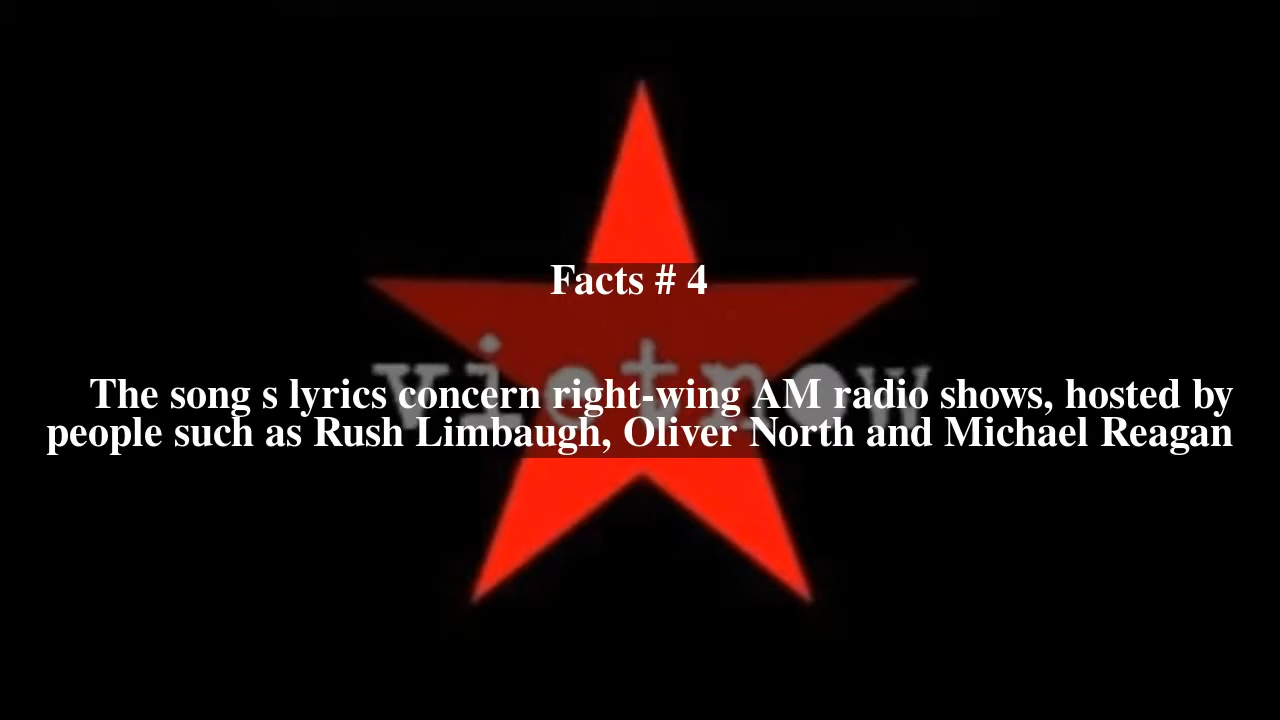 Facts # 4
vietnow
The song s lyrics concern right-wing AM radio shows, hosted by
people such as Rush Limbaugh, Oliver North and Michael Reagan